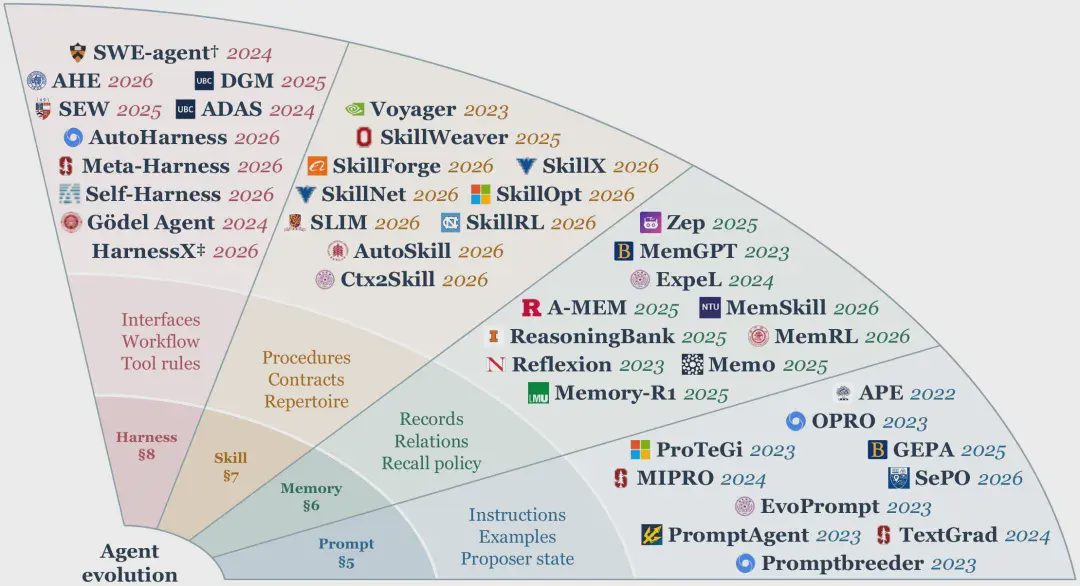 SWE-agent† 2024
AHE 2026
UBC DGM 2025
SEW 2025
UBC ADAS 2024
AutoHarness 2026
Meta-Harness 2026
Self-Harness 2026
Gödel Agent 2024
HarnessX‡ 2026
Interfaces
Workflow
Tool rules
Harness
§8
Voyager 2023
SkillWeaver 2025
SkillForge 2026
SkillX 2026
SkillNet 2026
SkillOpt 2026
SLIM 2026
SkillRL 2026
AutoSkill 2026
Ctx2Skill 2026
Procedures
Contracts
Repertoire
Skill
§7
Zep 2025
MemGPT 2023
ExpeL 2024
A-MEM 2025
NTU MemSkill 2026
ReasoningBank 2025
MemRL 2026
Reflexion 2023
Memo 2025
LMU Memory-R1 2025
Records
Relations
Recall policy
Memory
§6
APE 2022
OPRO 2023
ProTeGi 2023
GEPA 2025
MIPRO 2024
SePO 2026
EvoPrompt 2023
PromptAgent 2023
TextGrad 2024
Promptbreeder 2023
Instructions
Examples
Proposer state
Prompt
§5
Agent
evolution